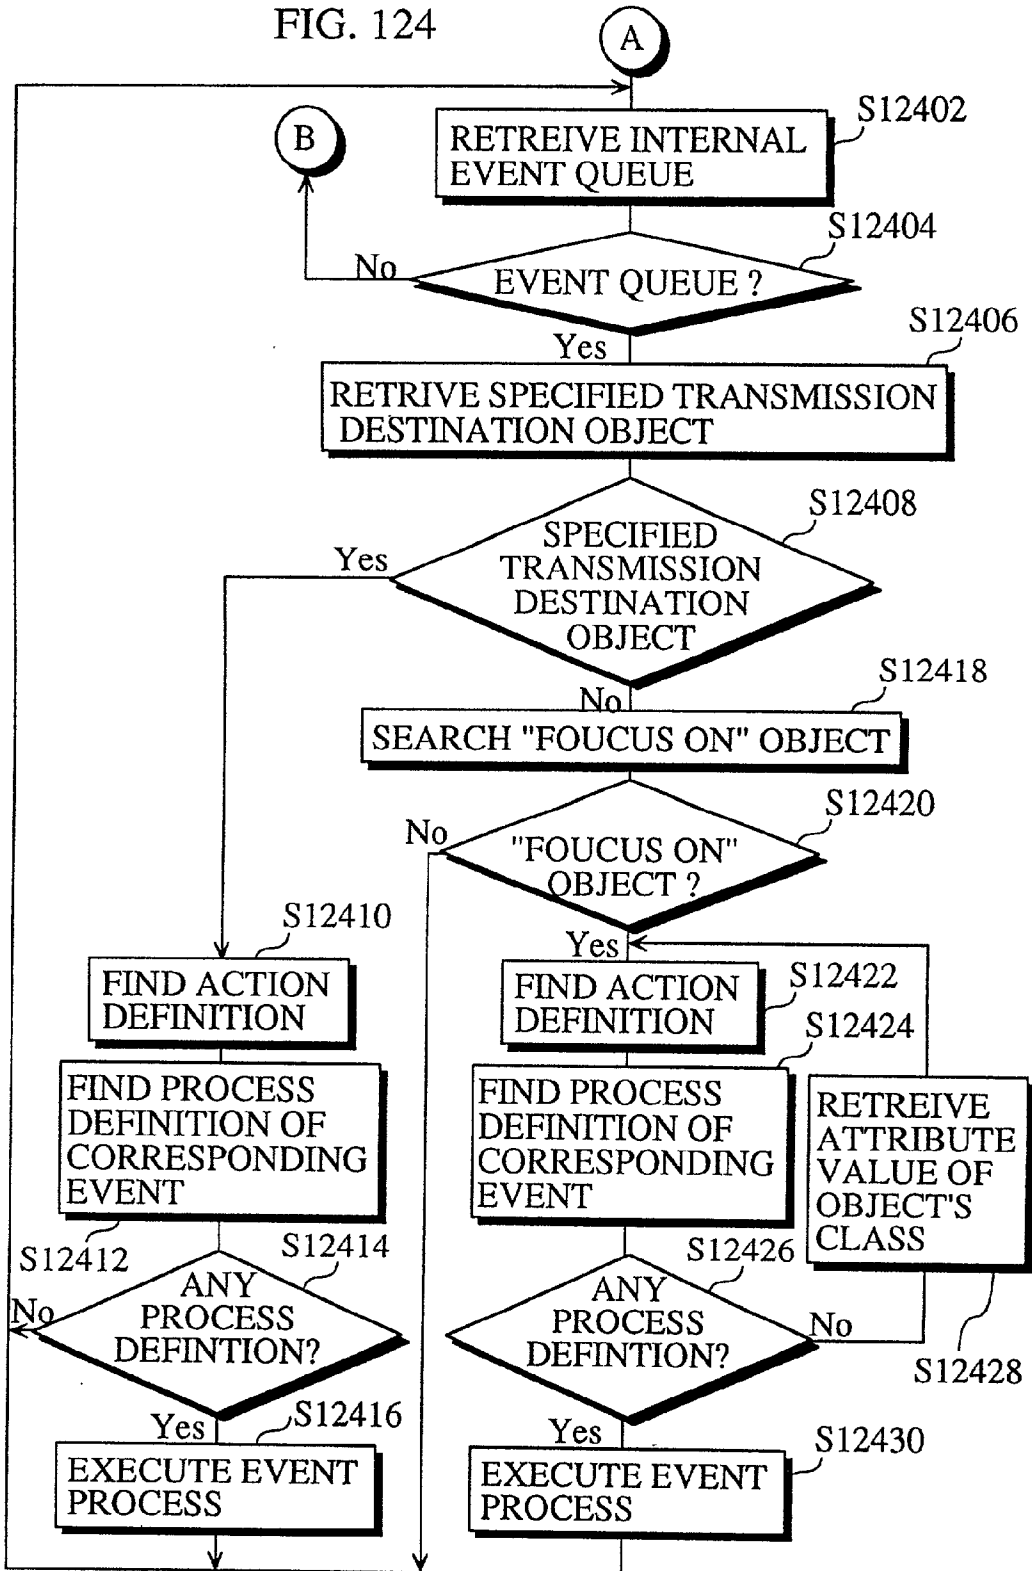 FIG. 124
A
S12402
RETREIVE INTERNAL
EVENT QUEUE
B
S12404
No
EVENT QUEUE ?
S12406
Yes
RETRIVE SPECIFIED TRANSMISSION
DESTINATION OBJECT
S12408
SPECIFIED
TRANSMISSION
DESTINATION
OBJECT
Yes
No
S12418
SEARCH "FOUCUS ON" OBJECT
S12420
No
"FOUCUS ON"
OBJECT ?
S12410
Yes
FIND ACTION
DEFINITION
FIND ACTION
DEFINITION
S12422
S12424
FIND PROCESS
DEFINITION OF
CORRESPONDING
EVENT
FIND PROCESS
DEFINITION OF
CORRESPONDING
EVENT
RETREIVE
ATTRIBUTE
VALUE OF
OBJECT'S
CLASS
S12412
S12414
S12426
No
ANY
PROCESS
DEFINTION?
ANY
PROCESS
DEFINTION?
No
S12428
Yes
S12416
Yes
S12430
EXECUTE EVENT
PROCESS
EXECUTE EVENT
PROCESS